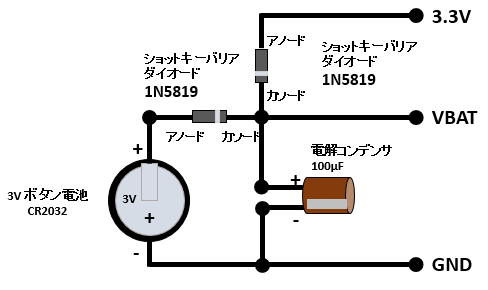 3.3V
アノード
ショットキーバリア
ダイオード
1N5819
ショットキーバリア
ダイオード
1N5819
カソード
VBAT
アノード
カソード
+
電解コンデンサ
100μF
+
-
3V ボタン電池
CR2032
3V
+
-
GND